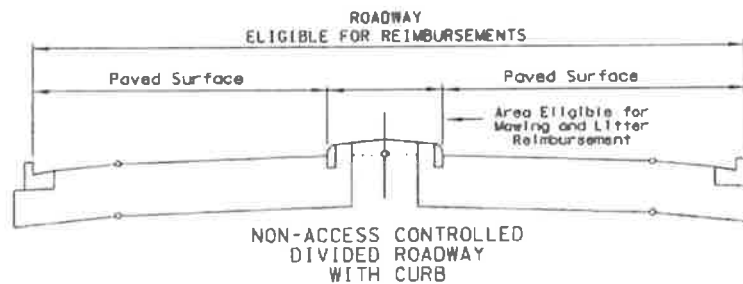 ROADWAY
ELIGIBLE FOR REIMBURSEMENTS
Paved Surface
Paved Surface
Area Eligible for
Mowing and Litter
Reimbursement
NON-ACCESS CONTROLLED
DIVIDED ROADWAY
WITH CURB